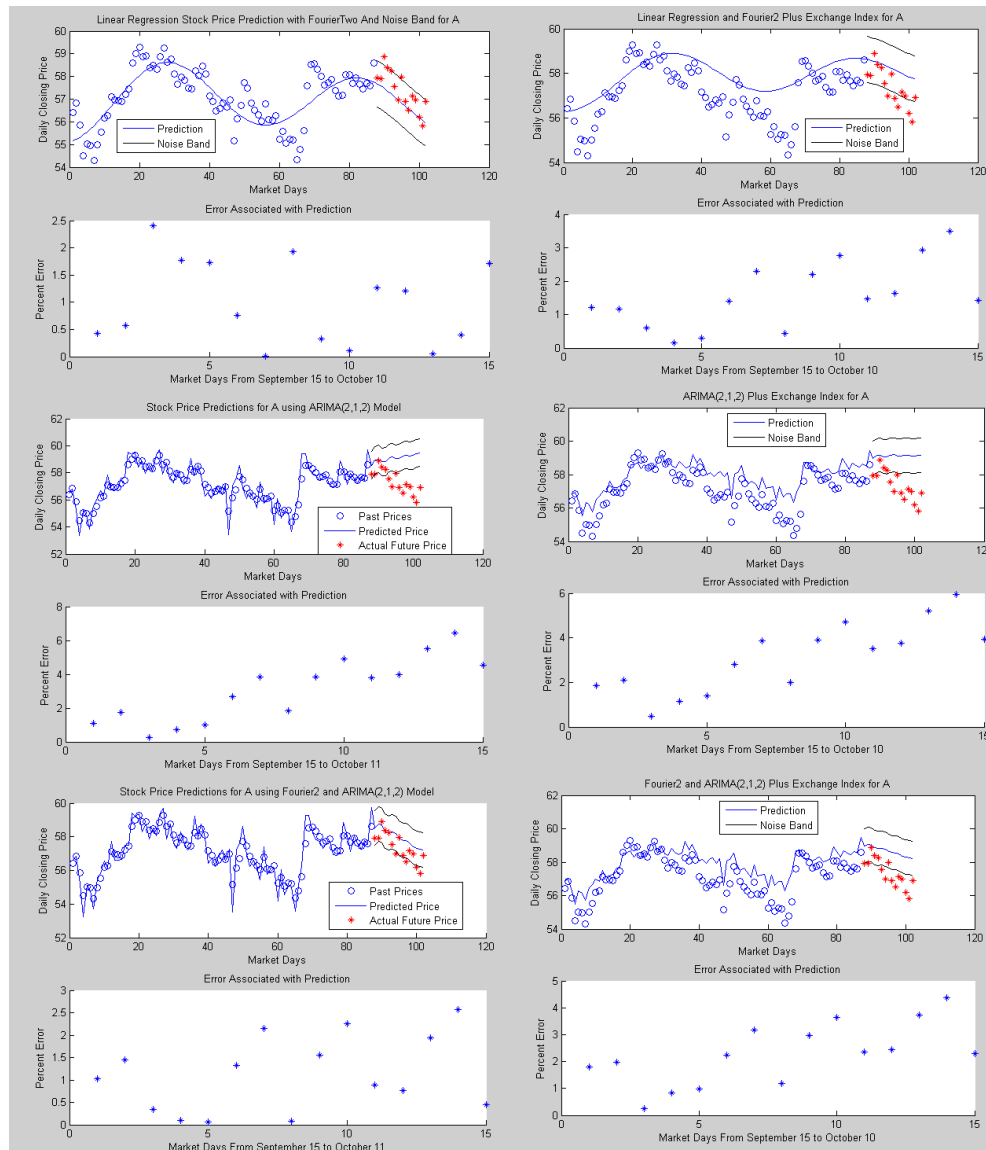 Linear Regression Stock Price Prediction with FourierTwo And Noise Band for A
60
59
58
57
56
55
54
Daily Closing Price
Prediction
Noise Band
0 20 40 60 80 100 120
Market Days
Linear Regression and Fourier2 Plus Exchange Index for A
60
58
56
54
Daily Closing Price
Prediction
Noise Band
0 20 40 60 80 100 120
Market Days
Error Associated with Prediction
2.5
2
1.5
1
0.5
0
Percent Error
0 5 10 15
Market Days From September 15 to October 10
Error Associated with Prediction
4
3
2
1
0
Percent Error
0 5 10 15
Market Days From September 15 to October 10
Stock Price Predictions for A using ARIMA(2,1,2) Model
62
60
58
56
54
52
Daily Closing Price
Past Prices
Predicted Price
Actual Future Price
0 20 40 60 80 100 120
Market Days
ARIMA(2,1,2) Plus Exchange Index for A
62
60
58
56
54
Daily Closing Price
Prediction
Noise Band
0 20 40 60 80 100 120
Market Days
Error Associated with Prediction
8
6
4
2
0
Percent Error
0 5 10 15
Market Days From September 15 to October 11
Error Associated with Prediction
6
4
2
0
Percent Error
0 5 10 15
Market Days From September 15 to October 10
Stock Price Predictions for A using Fourier2 and ARIMA(2,1,2) Model
60
58
56
54
52
Daily Closing Price
Past Prices
Predicted Price
Actual Future Price
0 20 40 60 80 100 120
Market Days
Fourier2 and ARIMA(2,1,2) Plus Exchange Index for A
62
60
58
56
54
Daily Closing Price
Prediction
Noise Band
0 20 40 60 80 100 120
Market Days
Error Associated with Prediction
3
2.5
2
1.5
1
0.5
0
Percent Error
0 5 10 15
Market Days From September 15 to October 11
Error Associated with Prediction
5
4
3
2
1
0
Percent Error
0 5 10 15
Market Days From September 15 to October 10